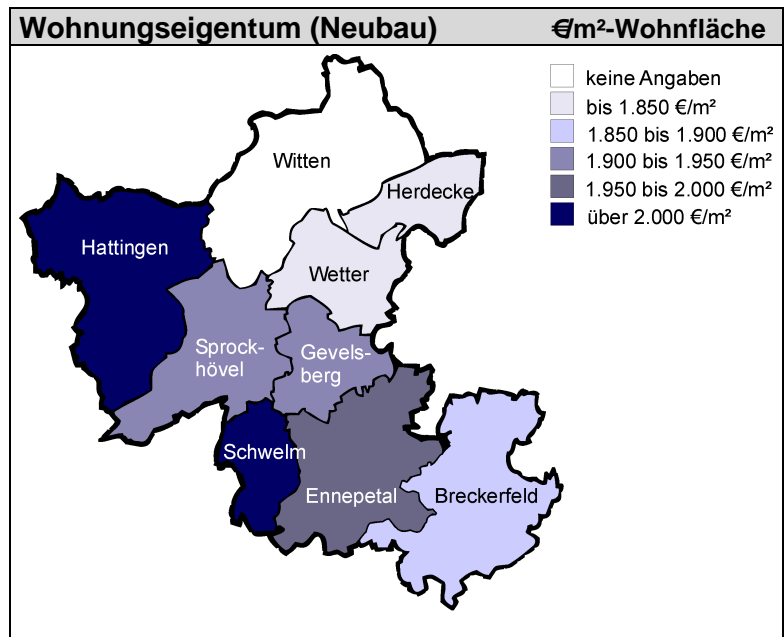 Wohnungseigentum (Neubau)
€/m²-Wohnfläche
keine Angaben
bis 1.850 €/m²
1.850 bis 1.900 €/m²
1.900 bis 1.950 €/m²
1.950 bis 2.000 €/m²
über 2.000 €/m²
Witten
Herdecke
Hattingen
Wetter
Sprock-
hövel
Gevels-
berg
Schwelm
Ennepetal
Breckerfeld